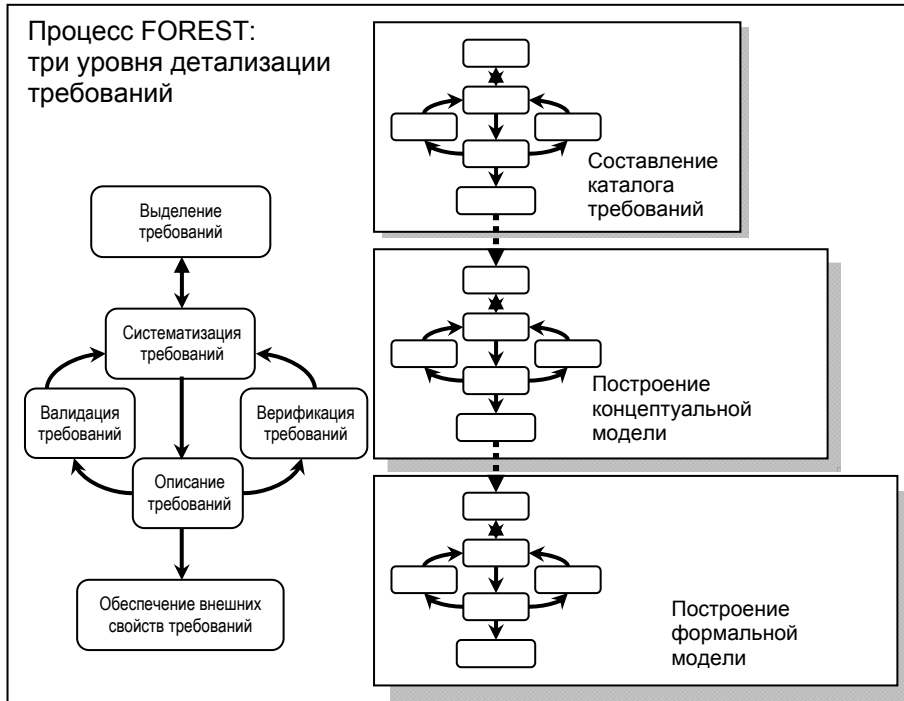 Процесс FOREST:
три уровня детализации
требований
Выделение
требований
Систематизация
требований
Валидация
требований
Верификация
требований
Описание
требований
Обеспечение внешних
свойств требований
Составление
каталога
требований
Построение
концептуальной
модели
Построение
формальной
модели